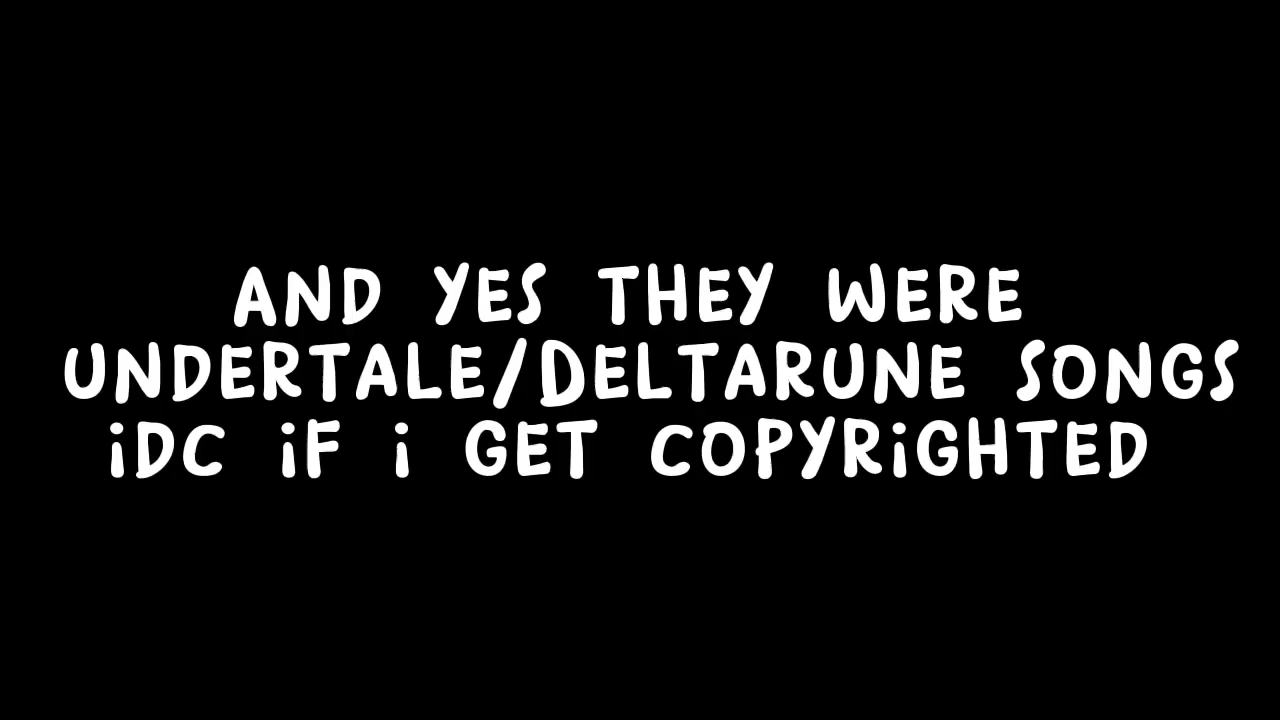 AND YES THEY WERE
UNDERTALE/DELTARUNE SONGS
iDC iF i GET COPYRiGHTED